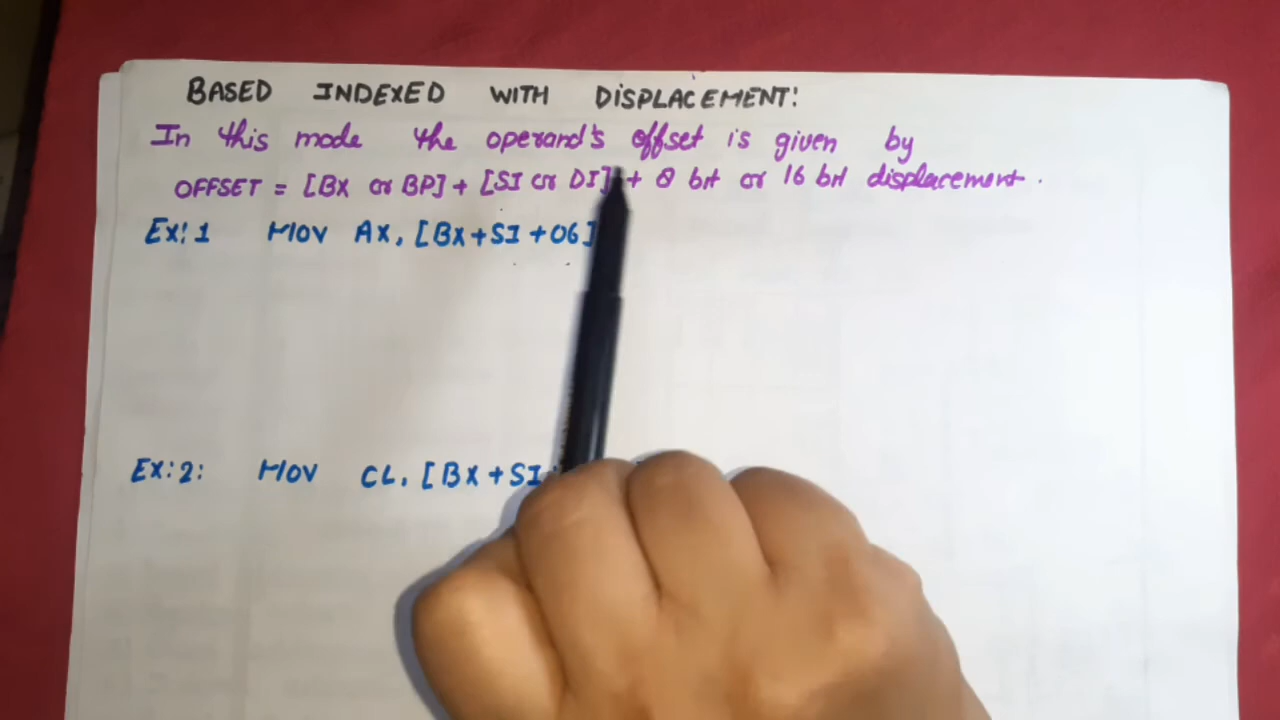 BASED INDEXED WITH DISPLACEMENT:
In this mode the operand's offset is given by
OFFSET = [BX or BP] + [SI or DI] + 8 bit or 16 bit displacement.
Ex: 1 MOV AX, [BX+SI+06]
Ex: 2: MOV CL, [BX+SI